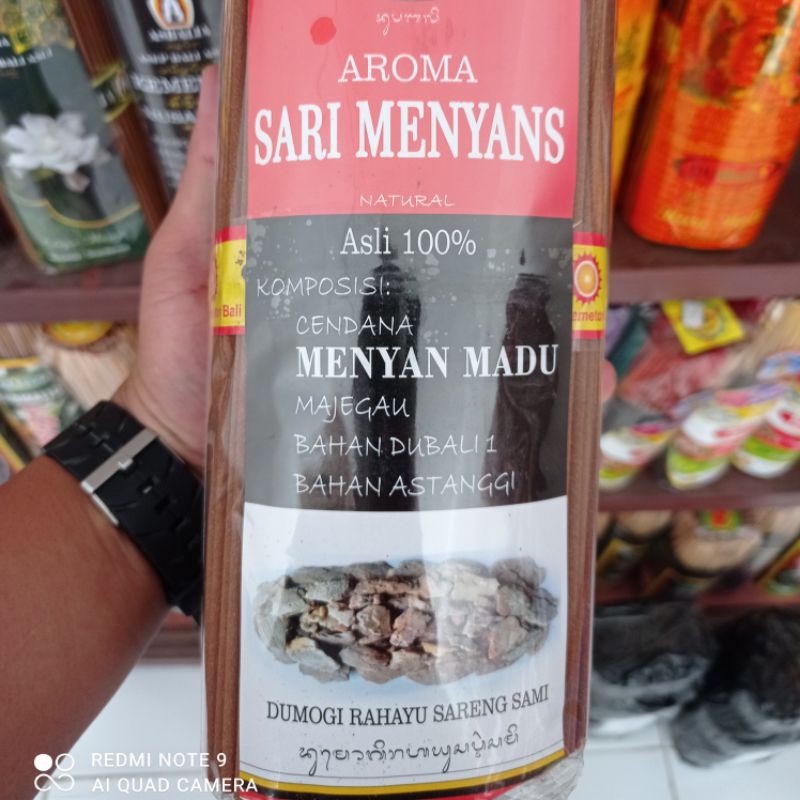 AROMA
SARI MENYANS
NATURAL
Asli 100%
KOMPOSISI:
CENDANA
MENYAN MADU
MAJEGAU
BAHAN DUBALI 1
BAHAN ASTANGGI
DUMOGI RAHAYU SARENG SAMI
Bali
REDMI NOTE 9
AI QUAD CAMERA